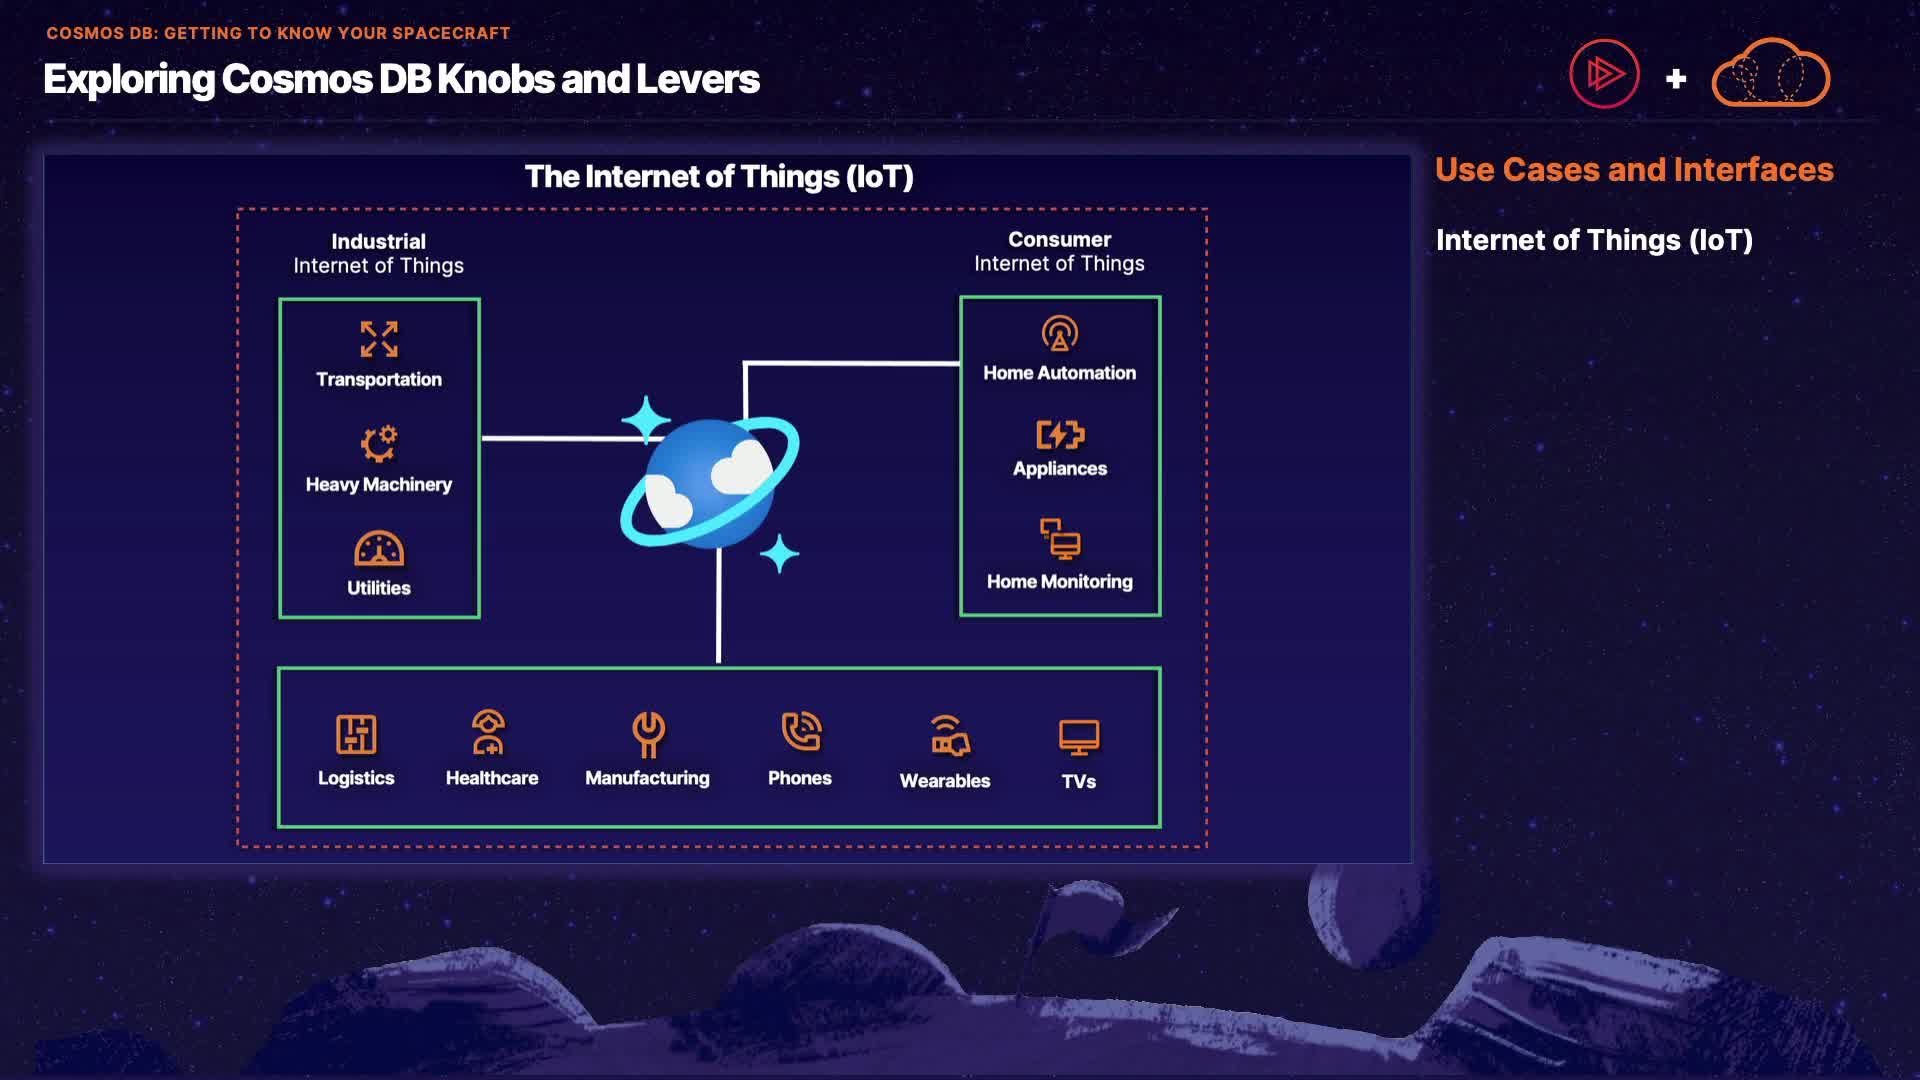 COSMOS DB: GETTING TO KNOW YOUR SPACECRAFT
Exploring Cosmos DB Knobs and Levers
+
The Internet of Things (IoT)
Industrial
Internet of Things
Transportation
Heavy Machinery
Utilities
Consumer
Internet of Things
Home Automation
Appliances
Home Monitoring
Logistics
Healthcare
Manufacturing
Phones
Wearables
TVs
Use Cases and Interfaces
Internet of Things (IoT)